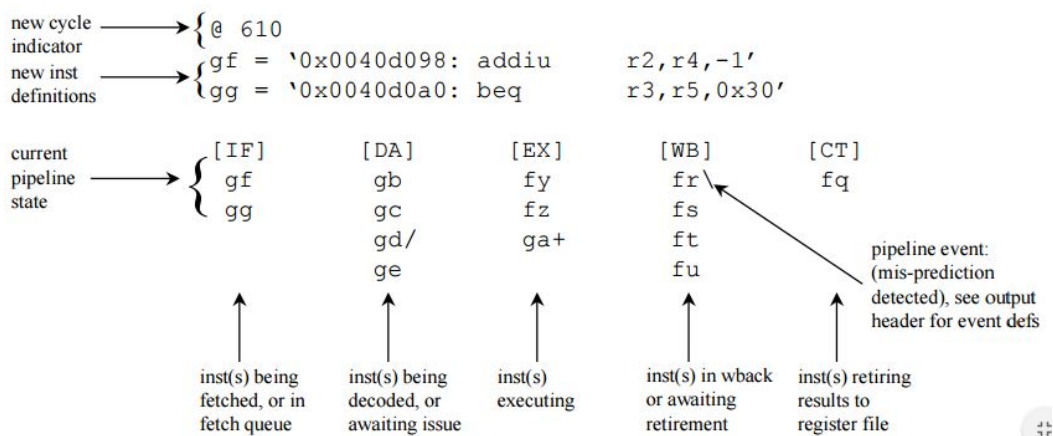 new cycle
indicator
@ 610
new inst
definitions
gf = ‘0x0040d098: addiu r2,r4,-1’
gg = ‘0x0040d0a0: beq r3,r5,0x30’
current
pipeline
state
[IF] [DA] [EX] [WB] [CT]
gf gb fy fr\ fq
gg gc fz fs
gd/ ga+ ft
ge fu
pipeline event:
(mis-prediction
detected), see output
header for event defs
inst(s) being
fetched, or in
fetch queue
inst(s) being
decoded, or
awaiting issue
inst(s)
executing
inst(s) in wback
or awaiting
retirement
inst(s) retiring
results to
register file